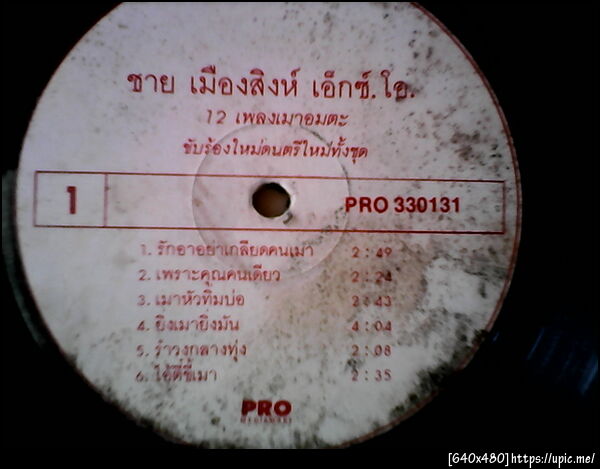 ชาย เมืองสิงห์ เอ็กซ์.โอ.
12 เพลงเมาอมตะ
ขับร้องใหม่ดนตรีใหม่ทั้งชุด
1 PRO 330131
1. รักอาอย่าเกลียดคนเมา 2:49
2. เพราะคุณคนเดียว 2:24
3. เมาหัวทิ่มบ่อ 2:43
4. ยิ่งเมายิ่งมัน 4:04
5. รำวงกลางทุ่ง 2:08
6. ไอ้ตี๋ขี้เมา 2:35
PRO
[640x480]https://upic.me/